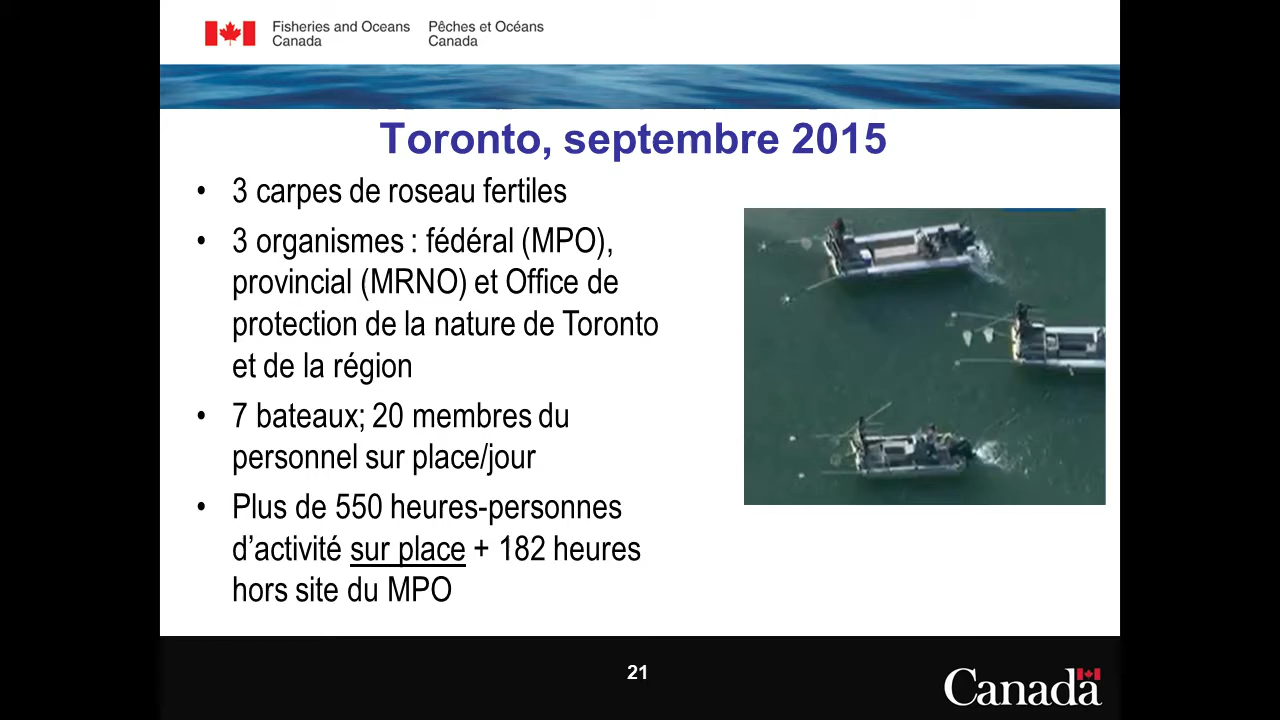 Fisheries and Oceans Pêches et Océans
Canada Canada
Toronto, septembre 2015
• 3 carpes de roseau fertiles
• 3 organismes : fédéral (MPO),
provincial (MRNO) et Office de
protection de la nature de Toronto
et de la région
• 7 bateaux; 20 membres du
personnel sur place/jour
• Plus de 550 heures-personnes
d’activité sur place + 182 heures
hors site du MPO
21
Canada